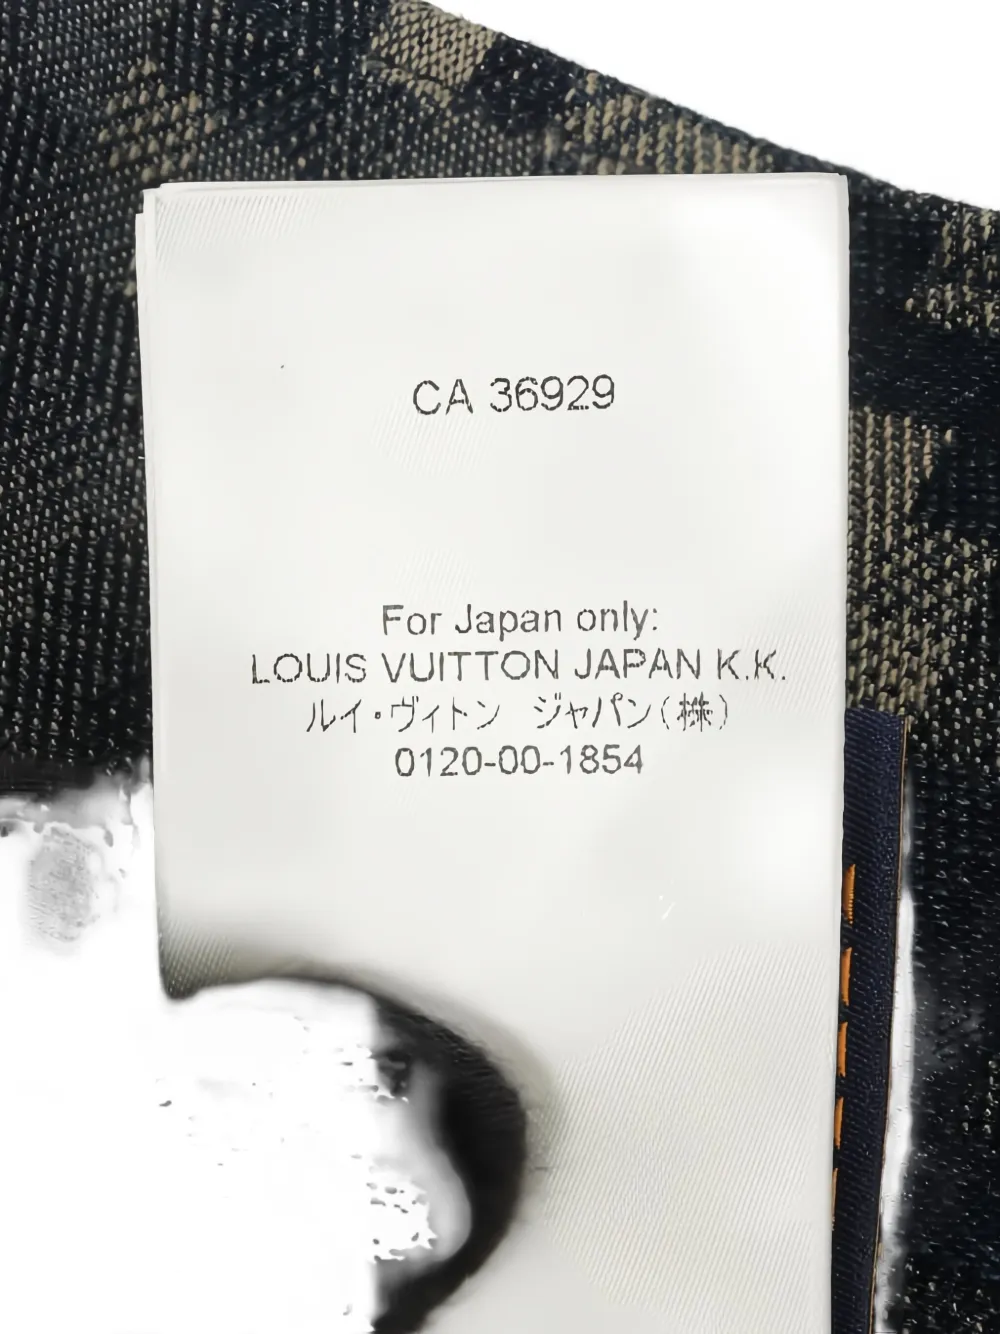 CA 36929
For Japan only:
LOUIS VUITTON JAPAN K.K.
ルイ・ヴィトン　ジャパン(株)
0120-00-1854